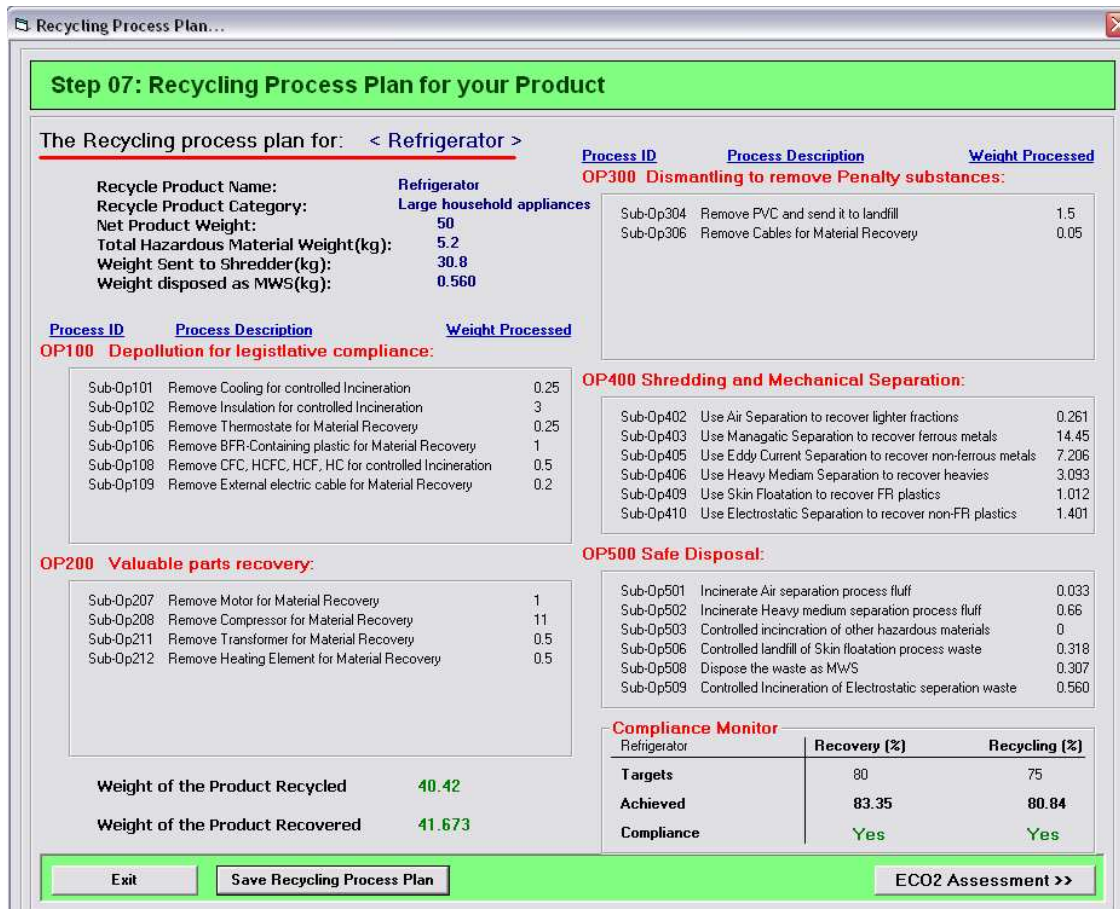 Recycling Process Plan...
Step 07: Recycling Process Plan for your Product
The Recycling process plan for: < Refrigerator >
Recycle Product Name: Refrigerator
Recycle Product Category: Large household appliances
Net Product Weight: 50
Total Hazardous Material Weight(kg): 5.2
Weight Sent to Shredder(kg): 30.8
Weight disposed as MWS(kg): 0.560
Process ID Process Description Weight Processed
OP100 Depollution for legistlative compliance:
Sub-Op101 Remove Cooling for controlled Incineration 0.25
Sub-Op102 Remove Insulation for controlled Incineration 3
Sub-Op105 Remove Thermostate for Material Recovery 0.25
Sub-Op106 Remove BFR-Containing plastic for Material Recovery 1
Sub-Op108 Remove CFC, HCFC, HCF, HC for controlled Incineration 0.5
Sub-Op109 Remove External electric cable for Material Recovery 0.2
OP200 Valuable parts recovery:
Sub-Op207 Remove Motor for Material Recovery 1
Sub-Op208 Remove Compressor for Material Recovery 11
Sub-Op211 Remove Transformer for Material Recovery 0.5
Sub-Op212 Remove Heating Element for Material Recovery 0.5
Weight of the Product Recycled 40.42
Weight of the Product Recovered 41.673
Process ID Process Description Weight Processed
OP300 Dismantling to remove Penalty substances:
Sub-Op304 Remove PVC and send it to landfill 1.5
Sub-Op306 Remove Cables for Material Recovery 0.05
OP400 Shredding and Mechanical Separation:
Sub-Op402 Use Air Separation to recover lighter fractions 0.261
Sub-Op403 Use Managatic Separation to recover ferrous metals 14.45
Sub-Op405 Use Eddy Current Separation to recover non-ferrous metals 7.206
Sub-Op406 Use Heavy Mediam Separation to recover heavies 3.093
Sub-Op409 Use Skin Floatation to recover FR plastics 1.012
Sub-Op410 Use Electrostatic Separation to recover non-FR plastics 1.401
OP500 Safe Disposal:
Sub-Op501 Incinerate Air separation process fluff 0.033
Sub-Op502 Incinerate Heavy medium separation process fluff 0.66
Sub-Op503 Controlled incincration of other hazardous materials 0
Sub-Op506 Controlled landfill of Skin floatation process waste 0.318
Sub-Op508 Dispose the waste as MWS 0.307
Sub-Op509 Controlled Incineration of Electrostatic seperation waste 0.560
Compliance Monitor
Refrigerator Recovery (%) Recycling (%)
Targets 80 75
Achieved 83.35 80.84
Compliance Yes Yes
Exit Save Recycling Process Plan ECO2 Assessment >>